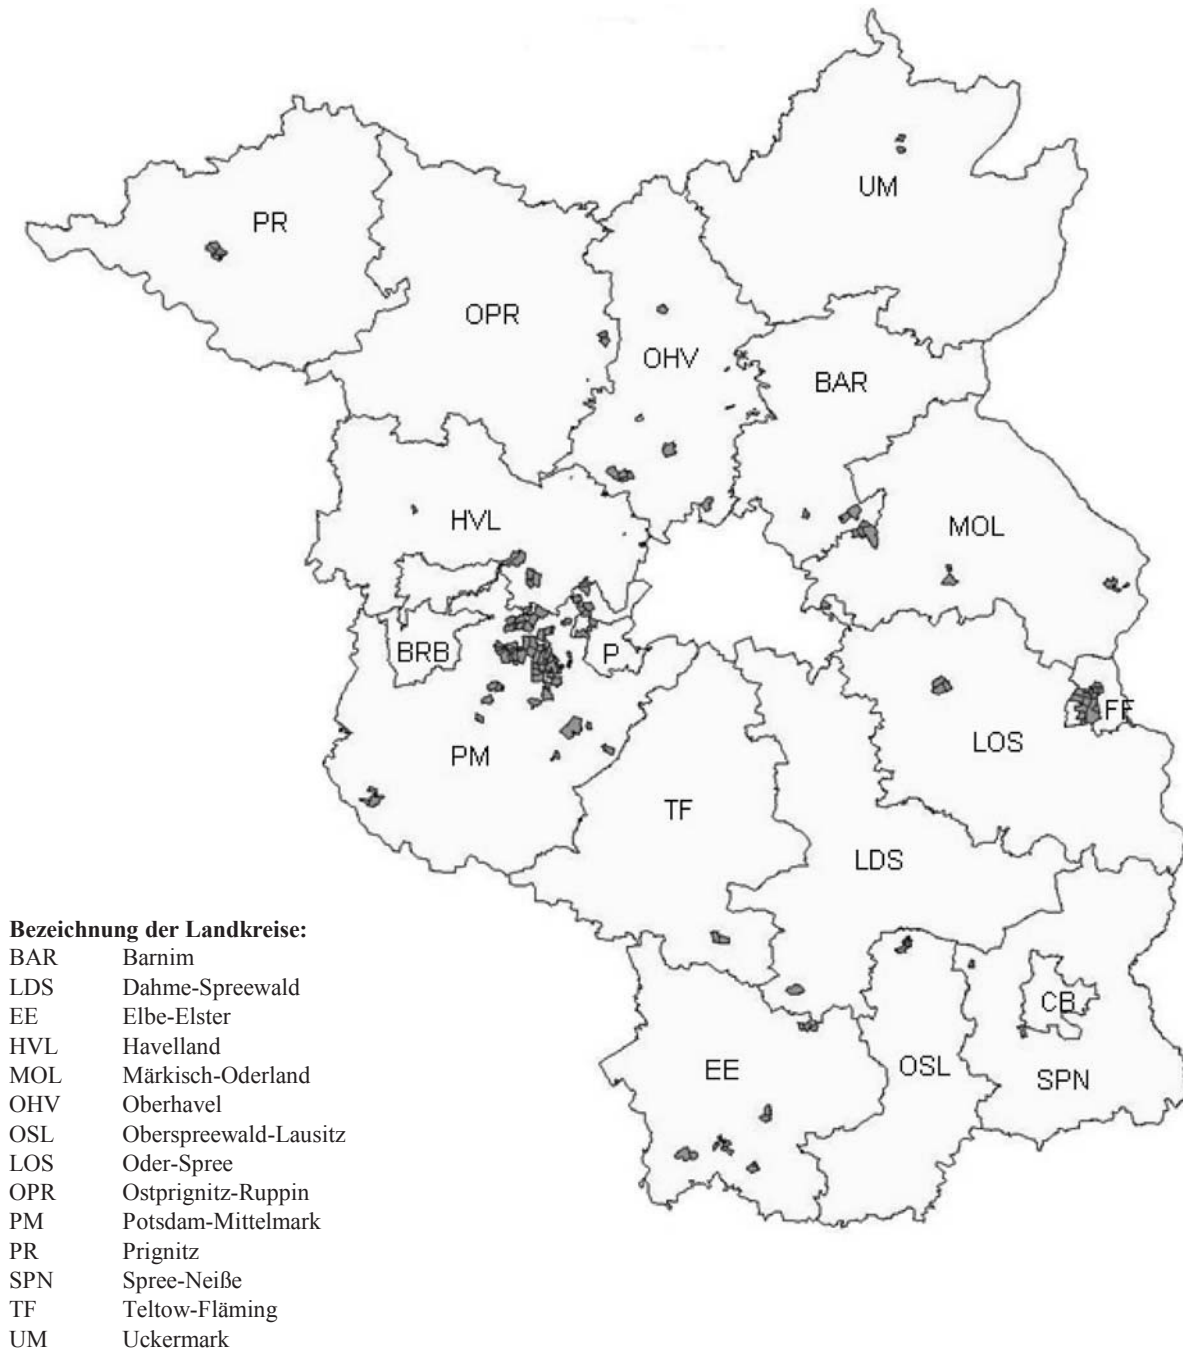 UM
PR
OPR
OHV
BAR
HVL
MOL
BRB
P
FF
LOS
PM
TF
LDS
CB
EE
OSL
SPN
Bezeichnung der Landkreise:
BAR Barnim
LDS Dahme-Spreewald
EE Elbe-Elster
HVL Havelland
MOL Märkisch-Oderland
OHV Oberhavel
OSL Oberspreewald-Lausitz
LOS Oder-Spree
OPR Ostprignitz-Ruppin
PM Potsdam-Mittelmark
PR Prignitz
SPN Spree-Neiße
TF Teltow-Fläming
UM Uckermark